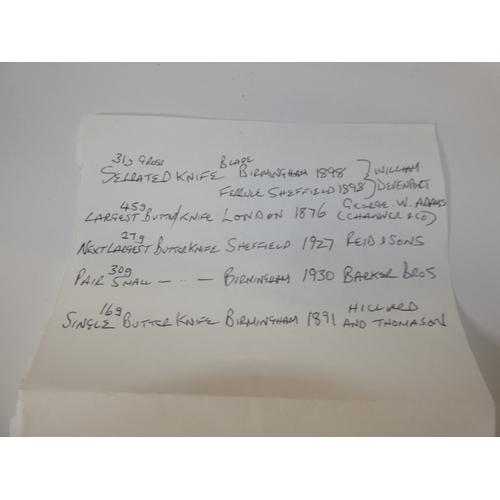 31g GROSS BLADE
SERRATED KNIFE BIRMINGHAM 1898 } WILLIAM
FERRULE SHEFFIELD 1898 } DEVENPORT
45g GEORGE W. ADAMS
LARGEST BUTTER KNIFE LONDON 1876 (CHAWNER & CO)
27g
NEXT LARGEST BUTTER KNIFE SHEFFIELD 1927 REID & SONS
30g
PAIR SMALL - ·· - BIRMINGHAM 1930 BARKER BROS
16g HILLIARD
SINGLE BUTTER KNIFE BIRMINGHAM 1891 AND THOMASON